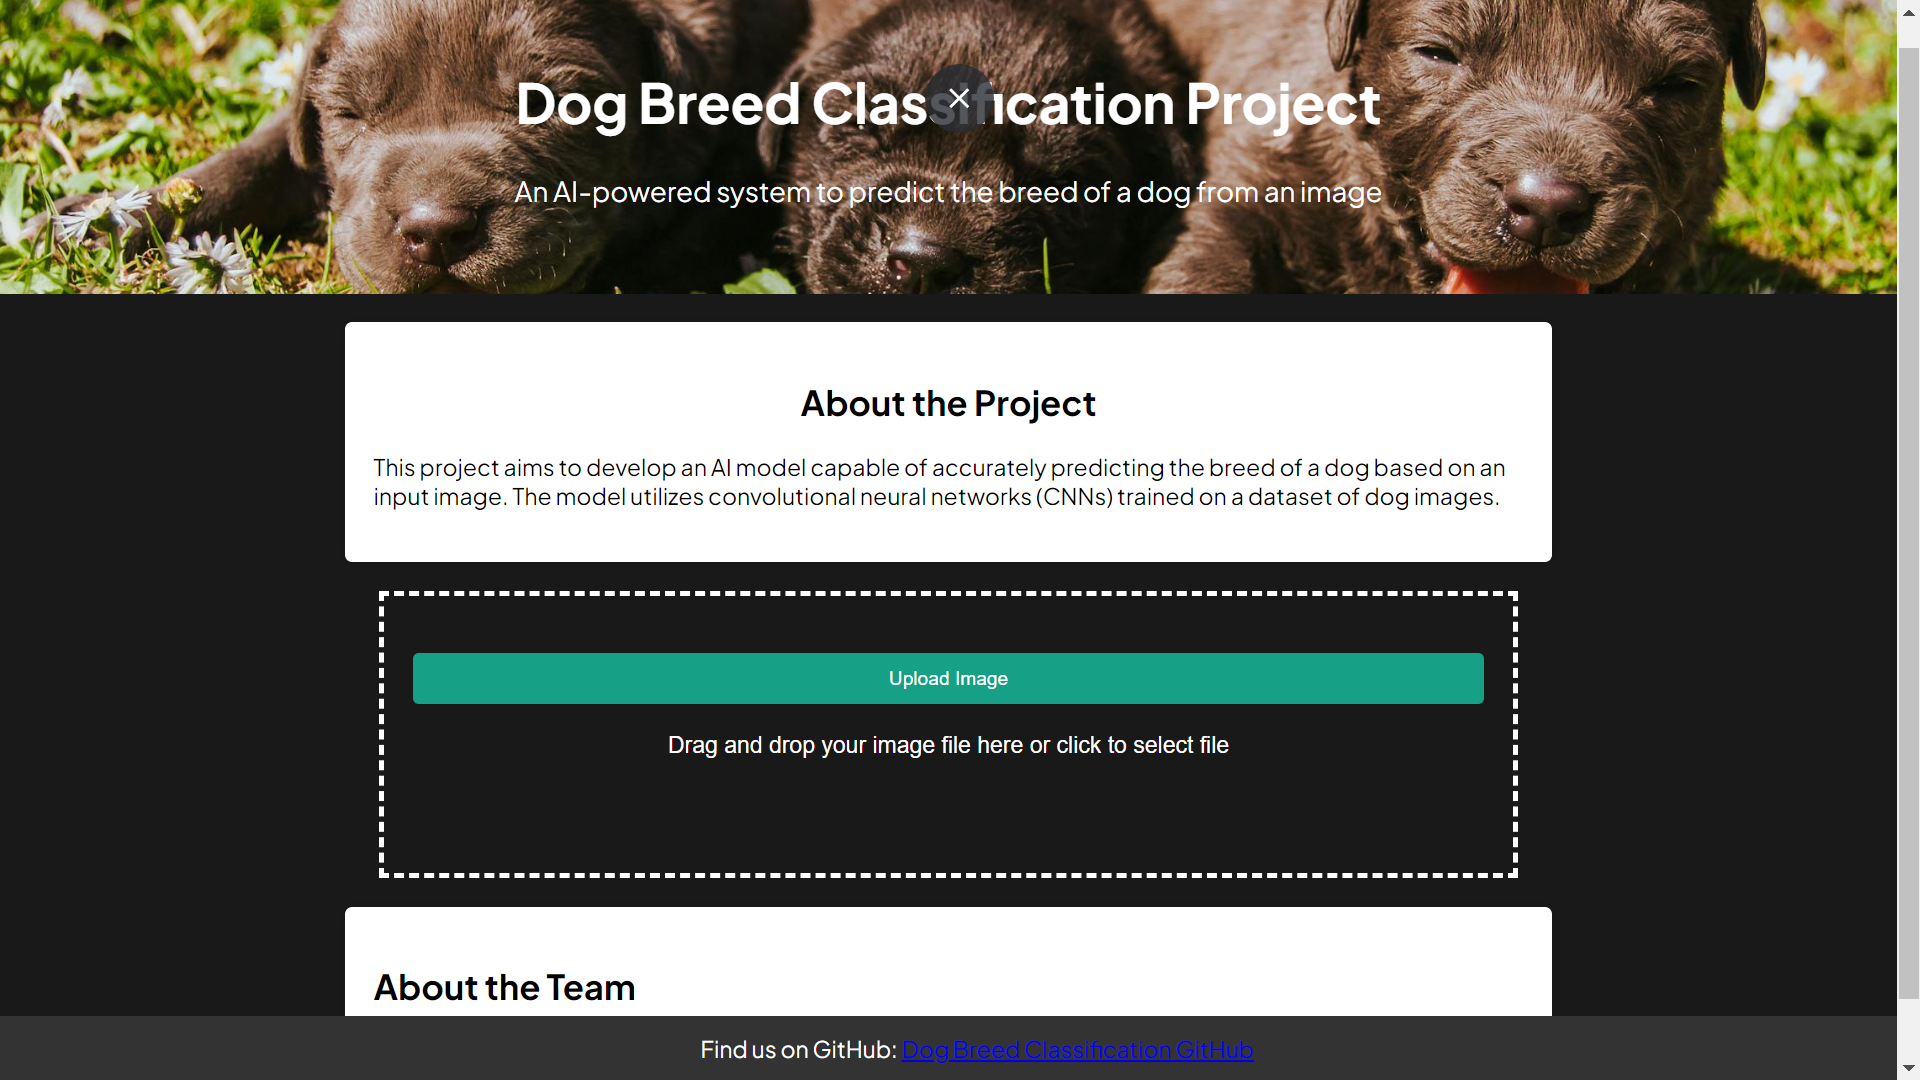 Dog Breed Classification Project
An AI-powered system to predict the breed of a dog from an image
About the Project
This project aims to develop an AI model capable of accurately predicting the breed of a dog based on an
input image. The model utilizes convolutional neural networks (CNNs) trained on a dataset of dog images.
Upload Image
Drag and drop your image file here or click to select file
About the Team
Find us on GitHub: Dog Breed Classification GitHub